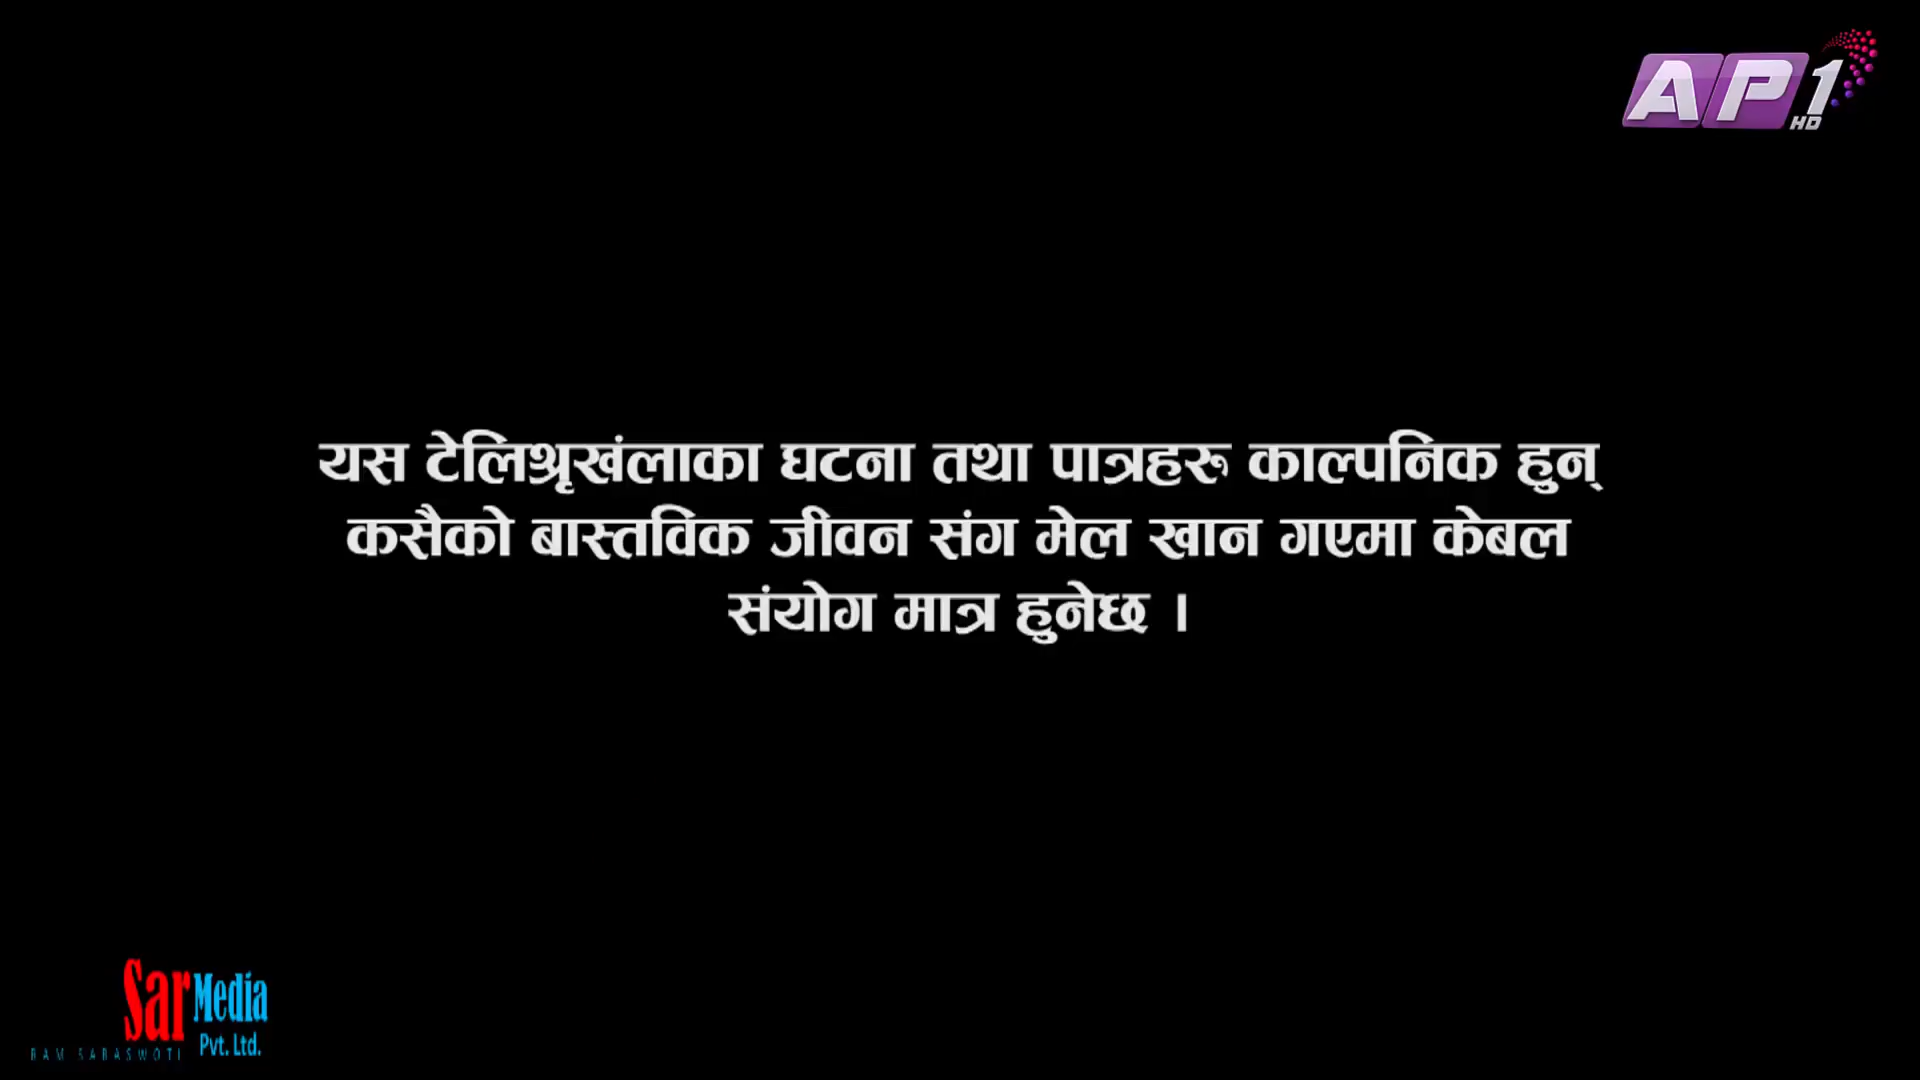 AP1
HD
यस टेलिश्रृखंलाका घटना तथा पात्रहरु काल्पनिक हुन्
कसैको बास्तविक जीवन संग मेल खान गएमा केबल
संयोग मात्र हुनेछ ।
Sar Media
RAM SARASWOTI Pvt. Ltd.